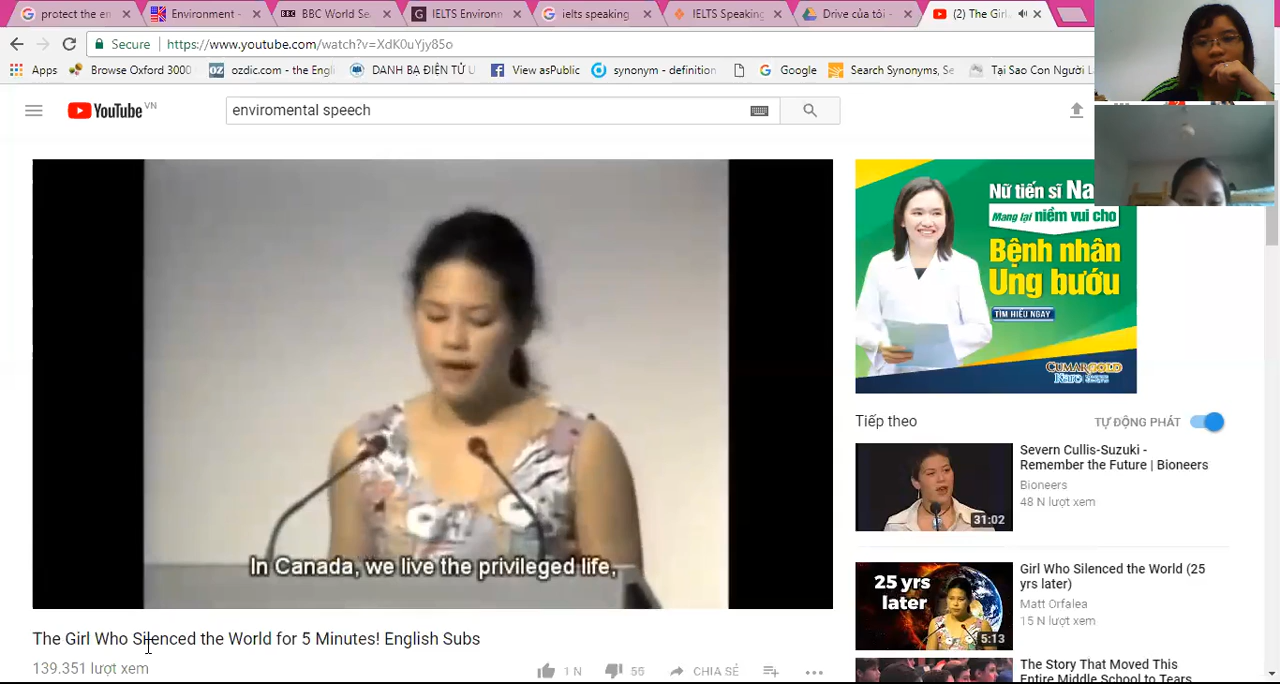 protect the en
Environment -
BBC World Se
IELTS Environm
ielts speaking
IELTS Speaking
Drive của tôi -
(2) The Girl
Secure
https://www.youtube.com/watch?v=XdK0uYjy85o
Apps
Browse Oxford 3000
ozdic.com - the Engl
DANH BẠ ĐIỆN TỬ U
View asPublic
synonym - definition
Google
Search Synonyms, Se
Tại Sao Con Người L
YouTube VN
enviromental speech
In Canada, we live the privileged life,
The Girl Who Silenced the World for 5 Minutes! English Subs
139.351 lượt xem
1 N
55
CHIA SẺ
Nữ tiến sĩ Na
Mang lại niềm vui cho
Bệnh nhân
Ung bướu
TÌM HIỂU NGAY
CUMARGOLD
Kare
Tiếp theo
TỰ ĐỘNG PHÁT
Severn Cullis-Suzuki -
Remember the Future | Bioneers
Bioneers
48 N lượt xem
31:02
25 yrs
later
5:13
Girl Who Silenced the World (25
yrs later)
Matt Orfalea
15 N lượt xem
The Story That Moved This
Entire Middle School to Tears